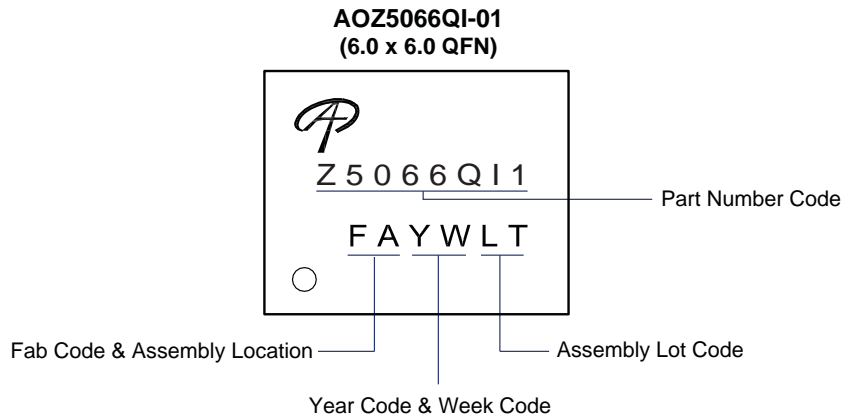 AOZ5066QI-01
(6.0 x 6.0 QFN)
Z5066QI1
Part Number Code
FAYWLT
Fab Code & Assembly Location
Assembly Lot Code
Year Code & Week Code